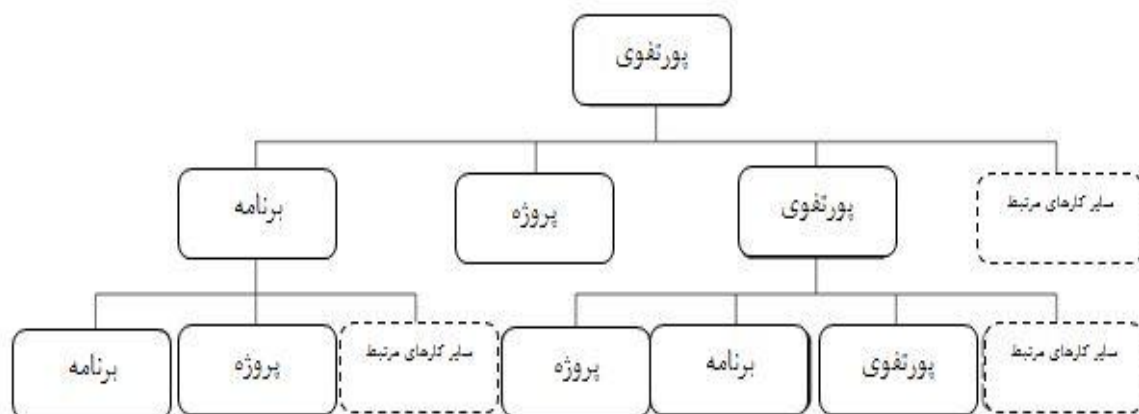 پورتفوی
سایر کارهای مرتبط
پورتفوی
پروژه
برنامه
سایر کارهای مرتبط
پورتفوی
برنامه
پروژه
سایر کارهای مرتبط
پروژه
برنامه